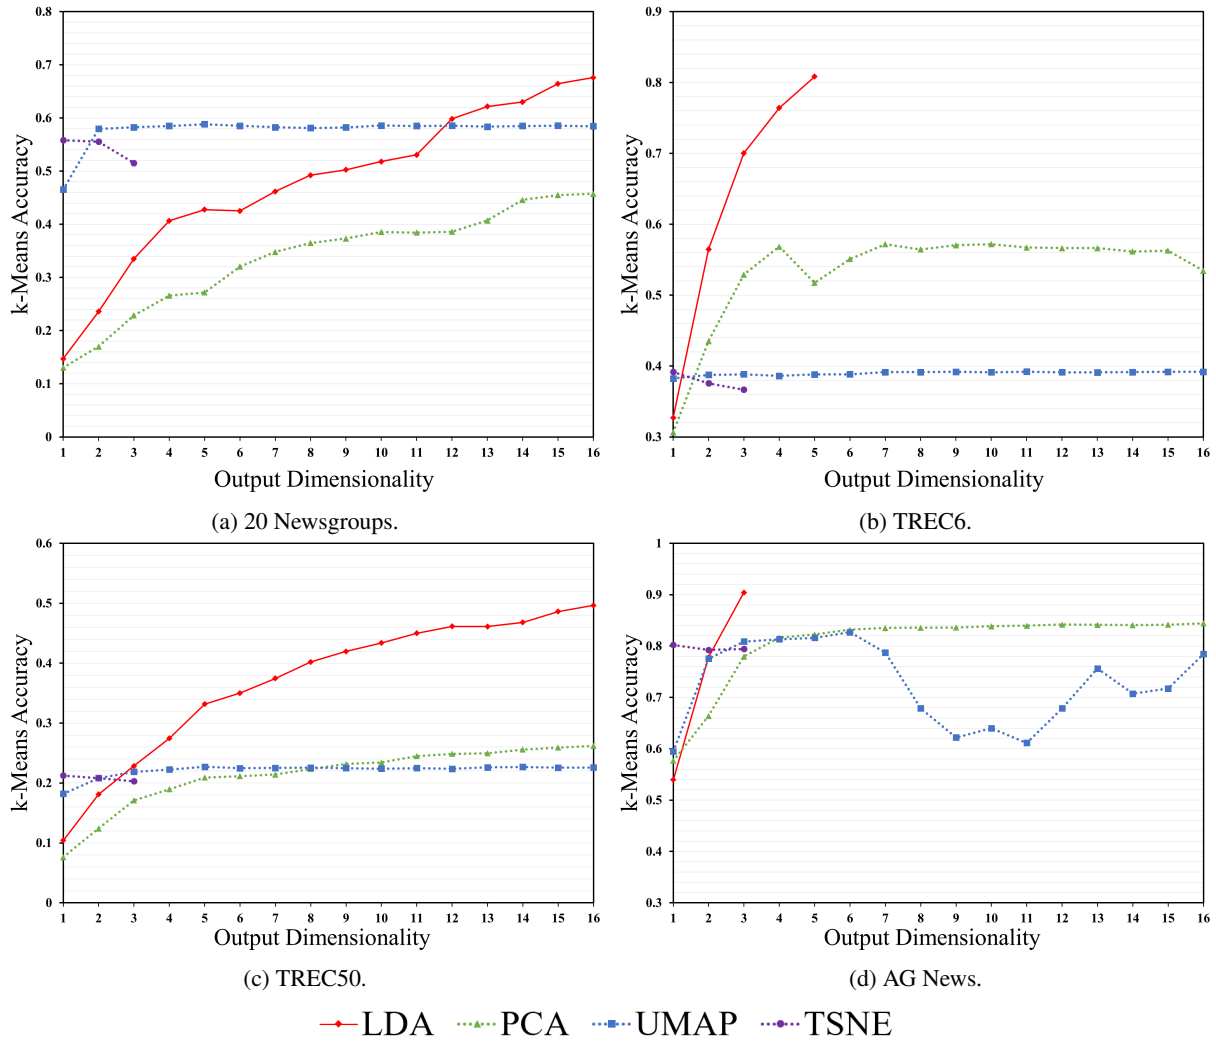 0.8
0.7
0.6
0.5
0.4
0.3
0.2
0.1
0
k-Means Accuracy
1 2 3 4 5 6 7 8 9 10 11 12 13 14 15 16
Output Dimensionality
(a) 20 Newsgroups.
0.9
0.8
0.7
0.6
0.5
0.4
0.3
k-Means Accuracy
1 2 3 4 5 6 7 8 9 10 11 12 13 14 15 16
Output Dimensionality
(b) TREC6.
0.6
0.5
0.4
0.3
0.2
0.1
0
k-Means Accuracy
1 2 3 4 5 6 7 8 9 10 11 12 13 14 15 16
Output Dimensionality
(c) TREC50.
1
0.9
0.8
0.7
0.6
0.5
0.4
0.3
k-Means Accuracy
1 2 3 4 5 6 7 8 9 10 11 12 13 14 15 16
Output Dimensionality
(d) AG News.
LDA PCA UMAP TSNE